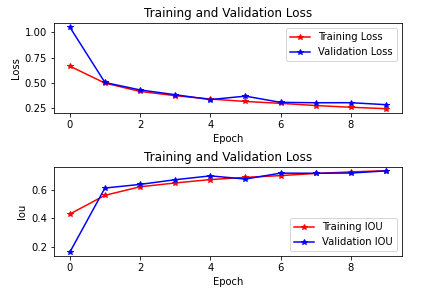 Training and Validation Loss
Loss
1.00
0.75
0.50
0.25
Training Loss
Validation Loss
0 2 4 6 8
Epoch
Training and Validation Loss
Iou
0.6
0.4
0.2
Training IOU
Validation IOU
0 2 4 6 8
Epoch